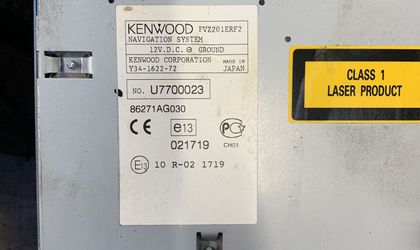 KENWOOD FVZ201ERF2
NAVIGATION SYSTEM
12V.D.C. ⊖ GROUND
KENWOOD CORPORATION MADE IN
Y34-1622-72 JAPAN
NO. U7700023
86271AG030
CE e13 PC
021719 CH01
E13 10 R-02 1719
CLASS 1
LASER PRODUCT